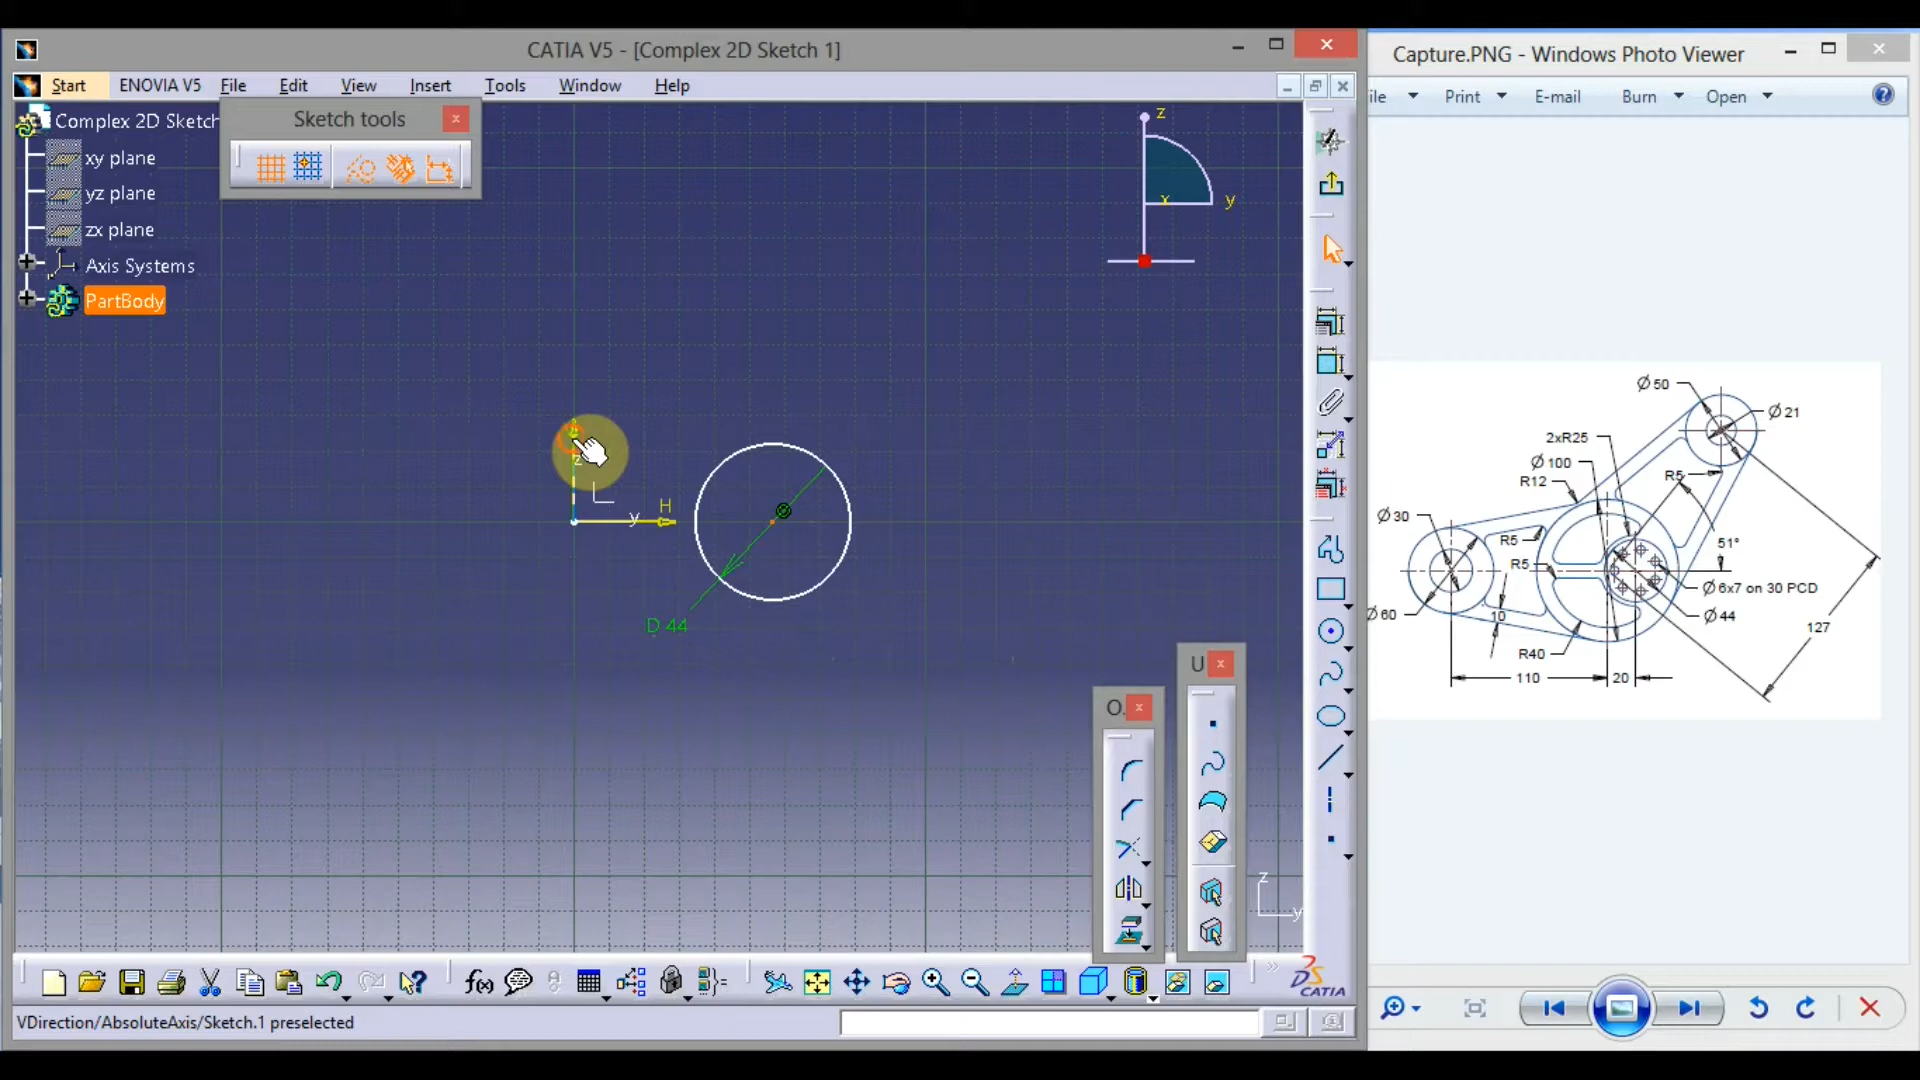 CATIA V5 - [Complex 2D Sketch 1]
Start ENOVIA V5 File Edit View Insert Tools Window Help
Sketch tools
Complex 2D Sketch
xy plane
yz plane
zx plane
Axis Systems
PartBody
z
x
y
z
H
y
D 44
U
O.
z
y
f(x)
CATIA
VDirection/AbsoluteAxis/Sketch.1 preselected
Capture.PNG - Windows Photo Viewer
ile Print E-mail Burn Open
Ø 50
Ø 21
2xR25
Ø 100
R12
R5
Ø 30
R5
51°
R5
Ø 6x7 on 30 PCD
Ø 60
10
Ø 44
127
R40
110
20